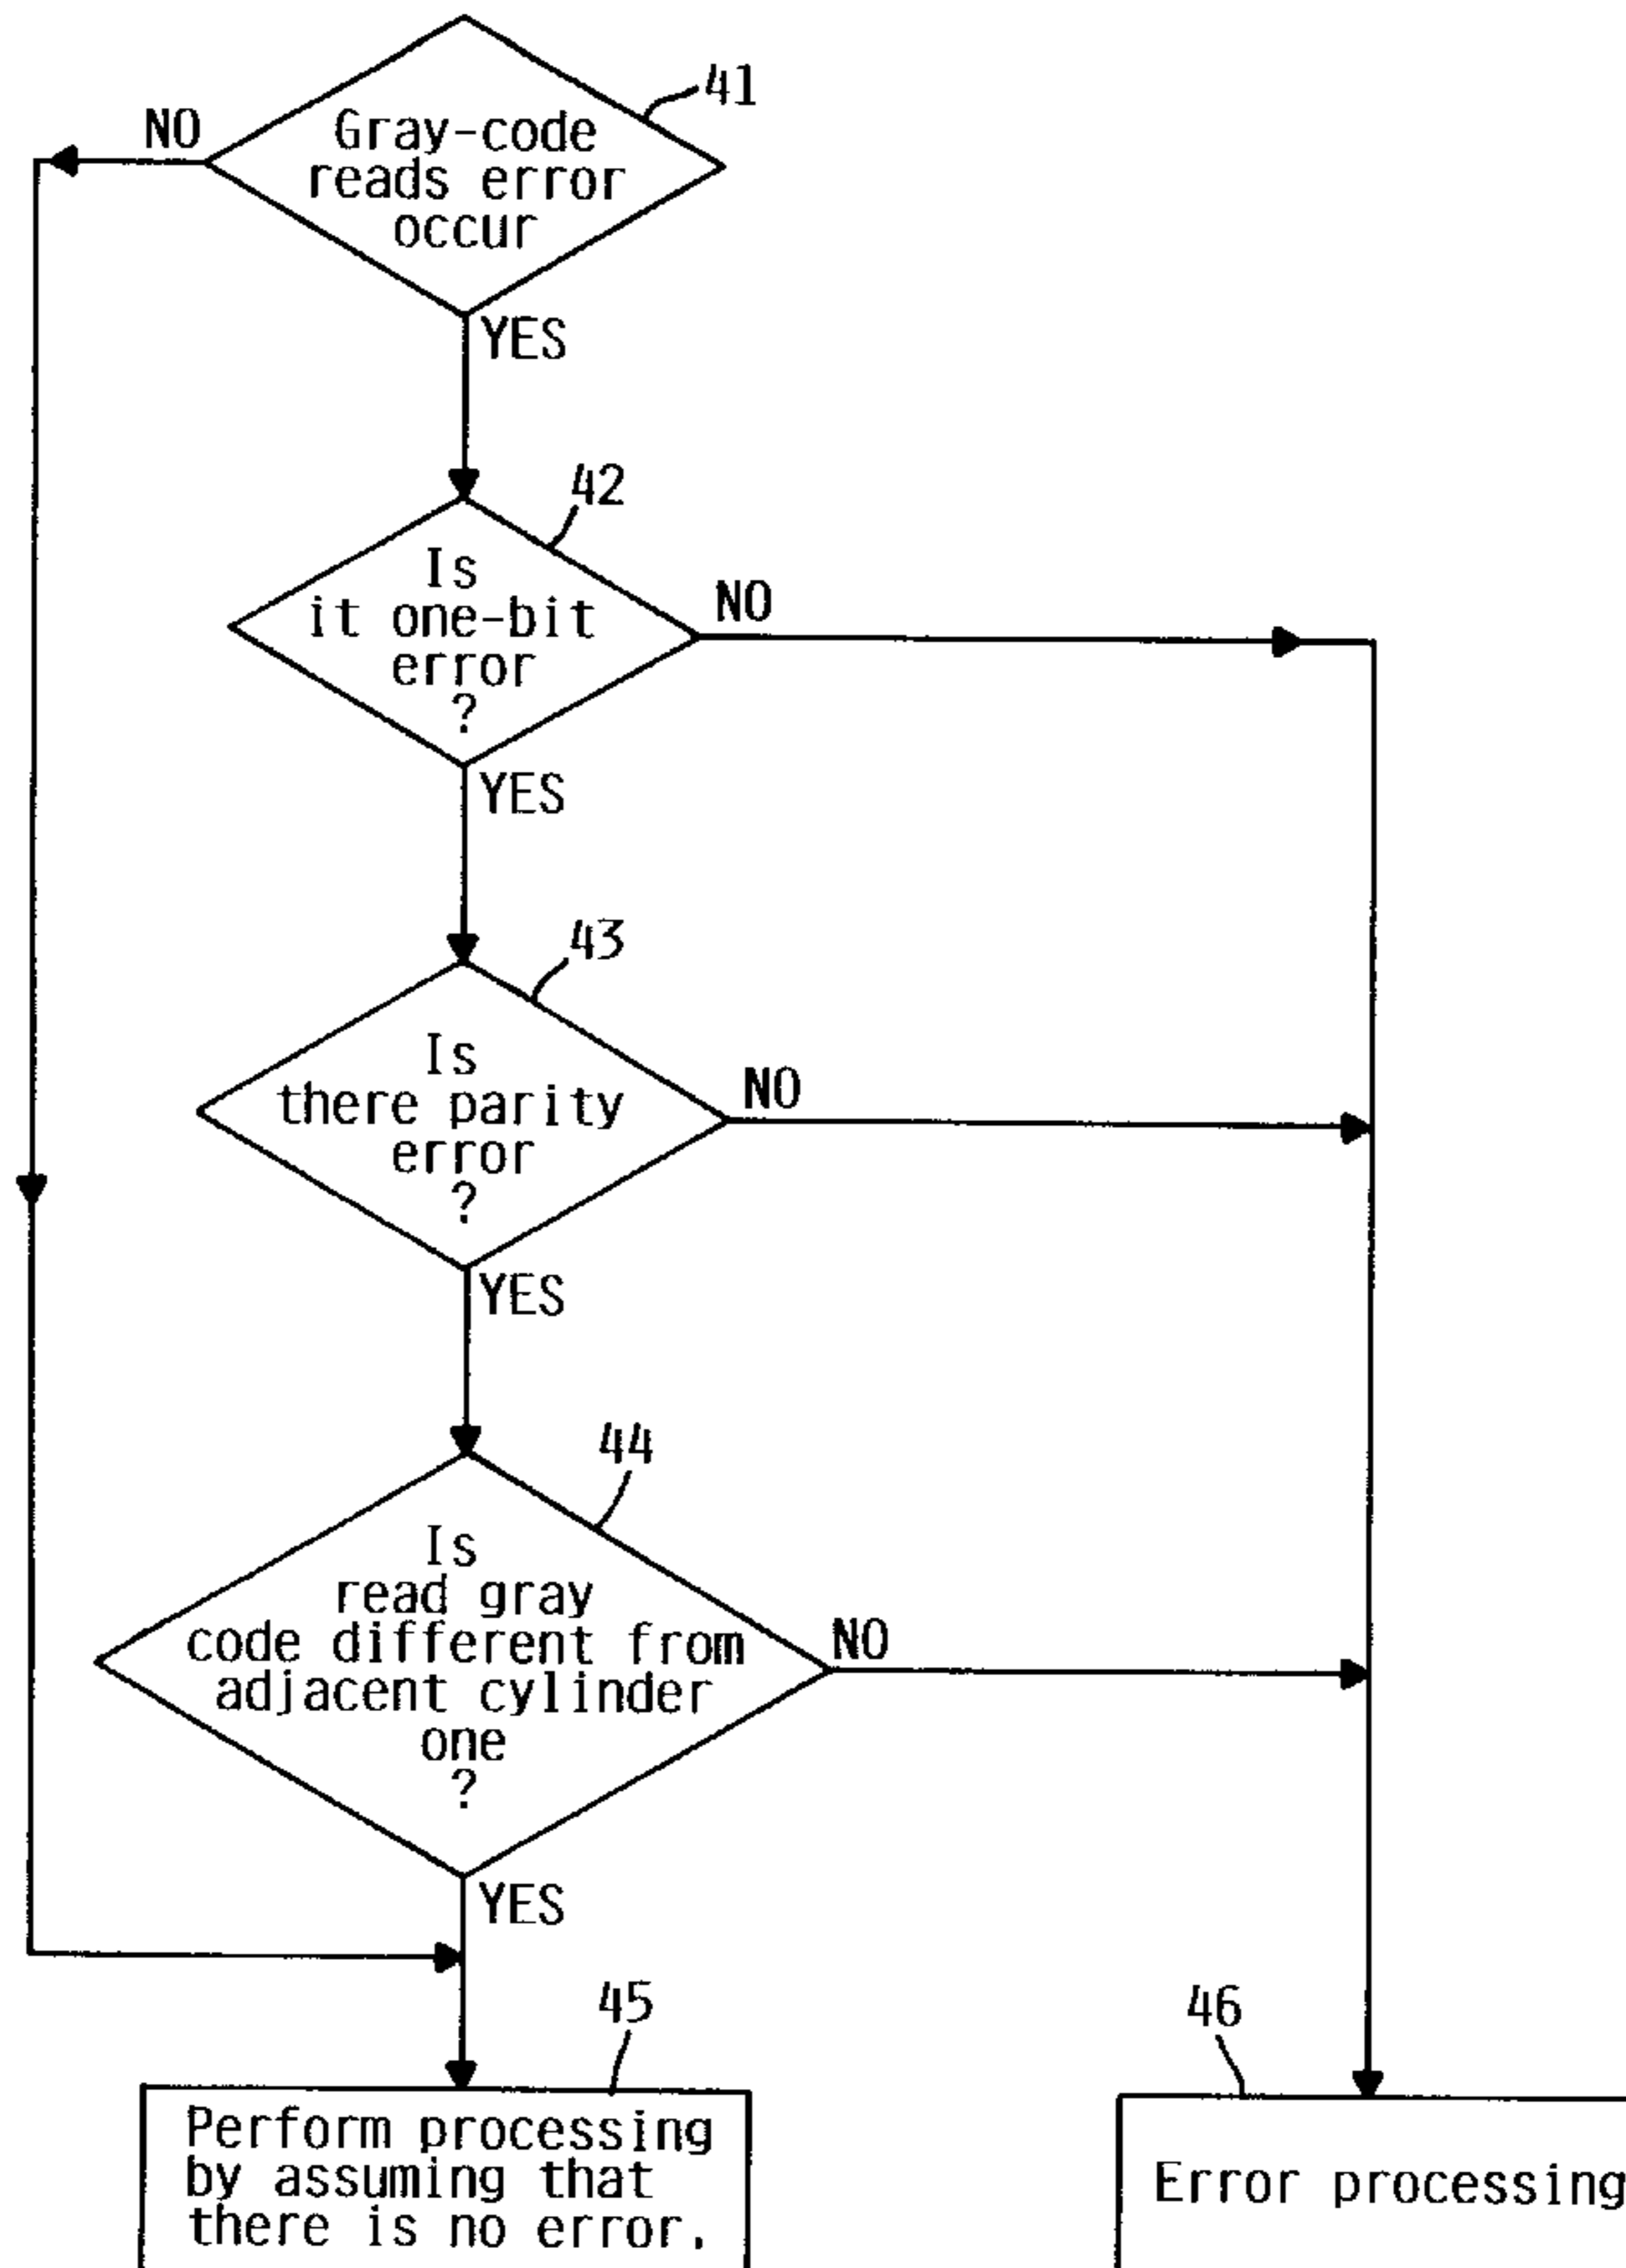 41
NO
Gray-code
reads error
occur
YES
42
Is
it one-bit
error
?
NO
YES
43
Is
there parity
error
?
NO
YES
44
Is
read gray
code different from
adjacent cylinder
one
?
NO
YES
45
46
Perform processing
by assuming that
there is no error.
Error processing